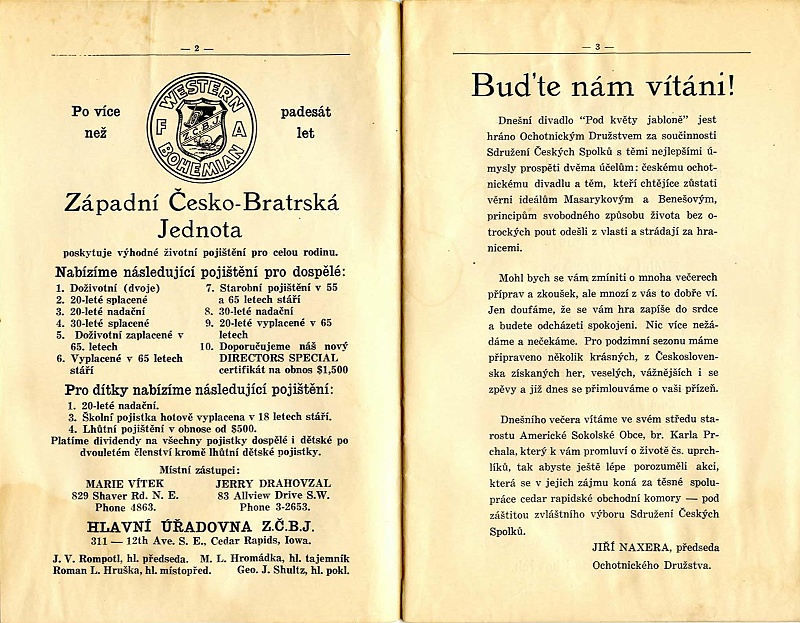 — 2 —
Po více
než
WESTERN
BOHEMIAN
F A
Z.Č.B.J.
padesát
let
Západní Česko-Bratrská
Jednota
poskytuje výhodné životní pojištění pro celou rodinu.
Nabízíme následující pojištění pro dospělé:
1. Doživotní (dvoje)
2. 20-leté splacené
3. 20-leté nadační
4. 30-leté splacené
5. Doživotní zaplacené v
65. letech
6. Vyplacené v 65 letech
stáří
7. Starobní pojištění v 55
a 65 letech stáří
8. 30-leté nadační
9. 20-leté vyplacené v 65
letech
10. Doporučujeme náš nový
DIRECTORS SPECIAL
certifikát na obnos $1,500
Pro dítky nabízíme následující pojištění:
1. 20-leté nadační.
3. Školní pojistka hotově vyplacena v 18 letech stáří.
4. Lhůtní pojištění v obnose od $500.
Platíme dividendy na všechny pojistky dospělé i dětské po
dvouletém členství kromě lhůtní dětské pojistky.
Místní zástupci:
MARIE VÍTEK
829 Shaver Rd. N. E.
Phone 4863.
JERRY DRAHOVZAL
83 Allview Drive S.W.
Phone 3-2653.
HLAVNÍ ÚŘADOVNA Z.Č.B.J.
311 — 12th Ave. S. E., Cedar Rapids, Iowa.
J. V. Rompotl, hl. předseda. M. L. Hromádka, hl. tajemník
Roman L. Hruška, hl. místopřed. Geo. J. Shultz, hl. pokl.
— 3 —
Buď'te nám vítáni!
Dnešní divadlo “Pod květy jabloně” jest
hráno Ochotnickým Družstvem za součinnosti
Sdružení Českých Spolků s těmi nejlepšími ú-
mysly prospěti dvěma účelům: českému ochot-
nickému divadlu a těm, kteří chtějíce zůstati
věrni ideálům Masarykovým a Benešovým,
principům svobodného způsobu života bez o-
trockých pout odešli z vlasti a strádají za hra-
nicemi.
Mohl bych se vám zmíniti o mnoha večerech
příprav a zkoušek, ale mnozí z vás to dobře ví.
Jen doufáme, že se vám hra zapíše do srdce
a budete odcházeti spokojeni. Nic více nežá-
dáme a nečekáme. Pro podzimní sezonu máme
připraveno několik krásných, z Českosloven-
ska získaných her, veselých, vážnějších i se
zpěvy a již dnes se přimlouváme o vaši přízeň.
Dnešního večera vítáme ve svém středu sta-
rostu Americké Sokolské Obce, br. Karla Pr-
chala, který k vám promluví o životě čs. uprch-
líků, tak abyste ještě lépe porozuměli akci,
která se v jejich zájmu koná za těsné spolu-
práce cedar rapidské obchodní komory — pod
záštitou zvláštního výboru Sdružení Českých
Spolků.
JIŘÍ NAXERA, předseda
Ochotnického Družstva.